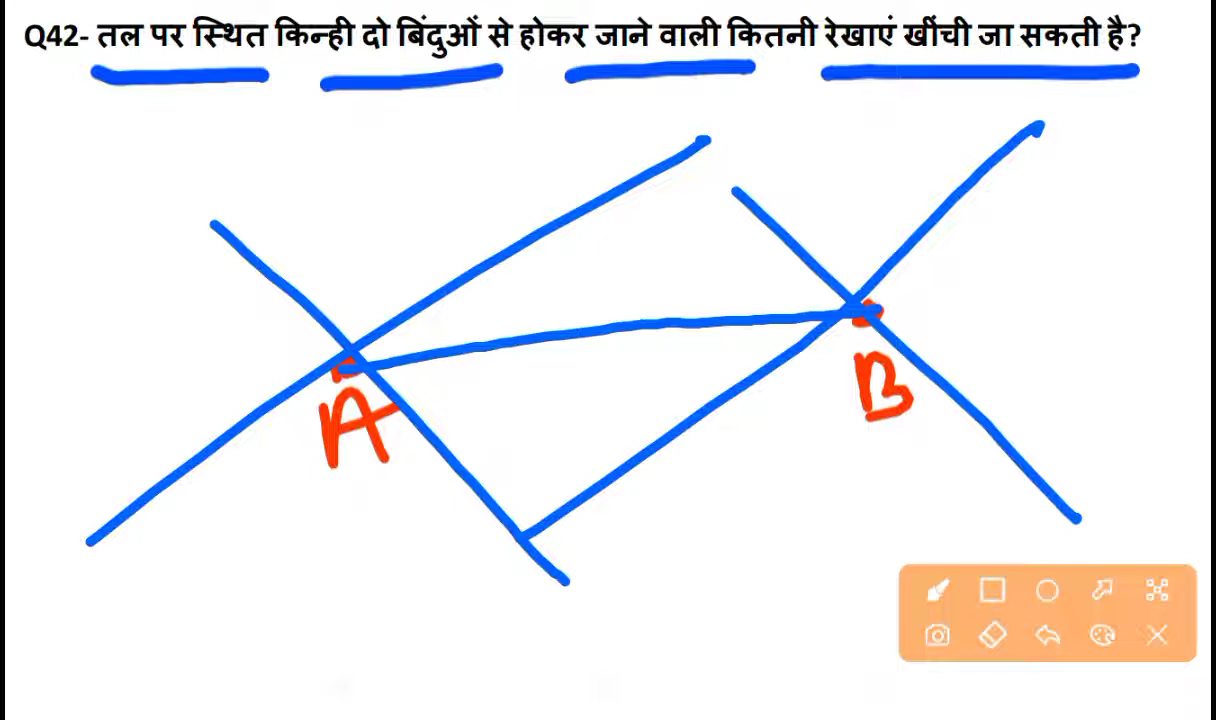 Q42- तल पर स्थित किन्ही दो बिंदुओं से होकर जाने वाली कितनी रेखाएं खींची जा सकती है?
A
B